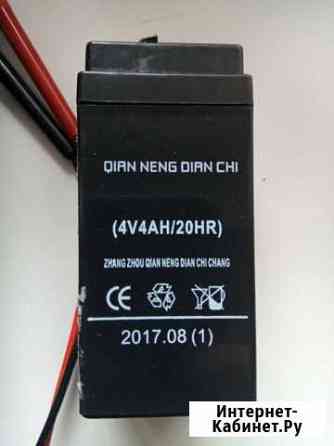 QIAN NENG DIAN CHI
(4V4AH/20HR)
ZHANG ZHOU QIAN NENG DIAN CHI CHANG
CE
2017.08 (1)
Интернет-
Кабинет.Ру